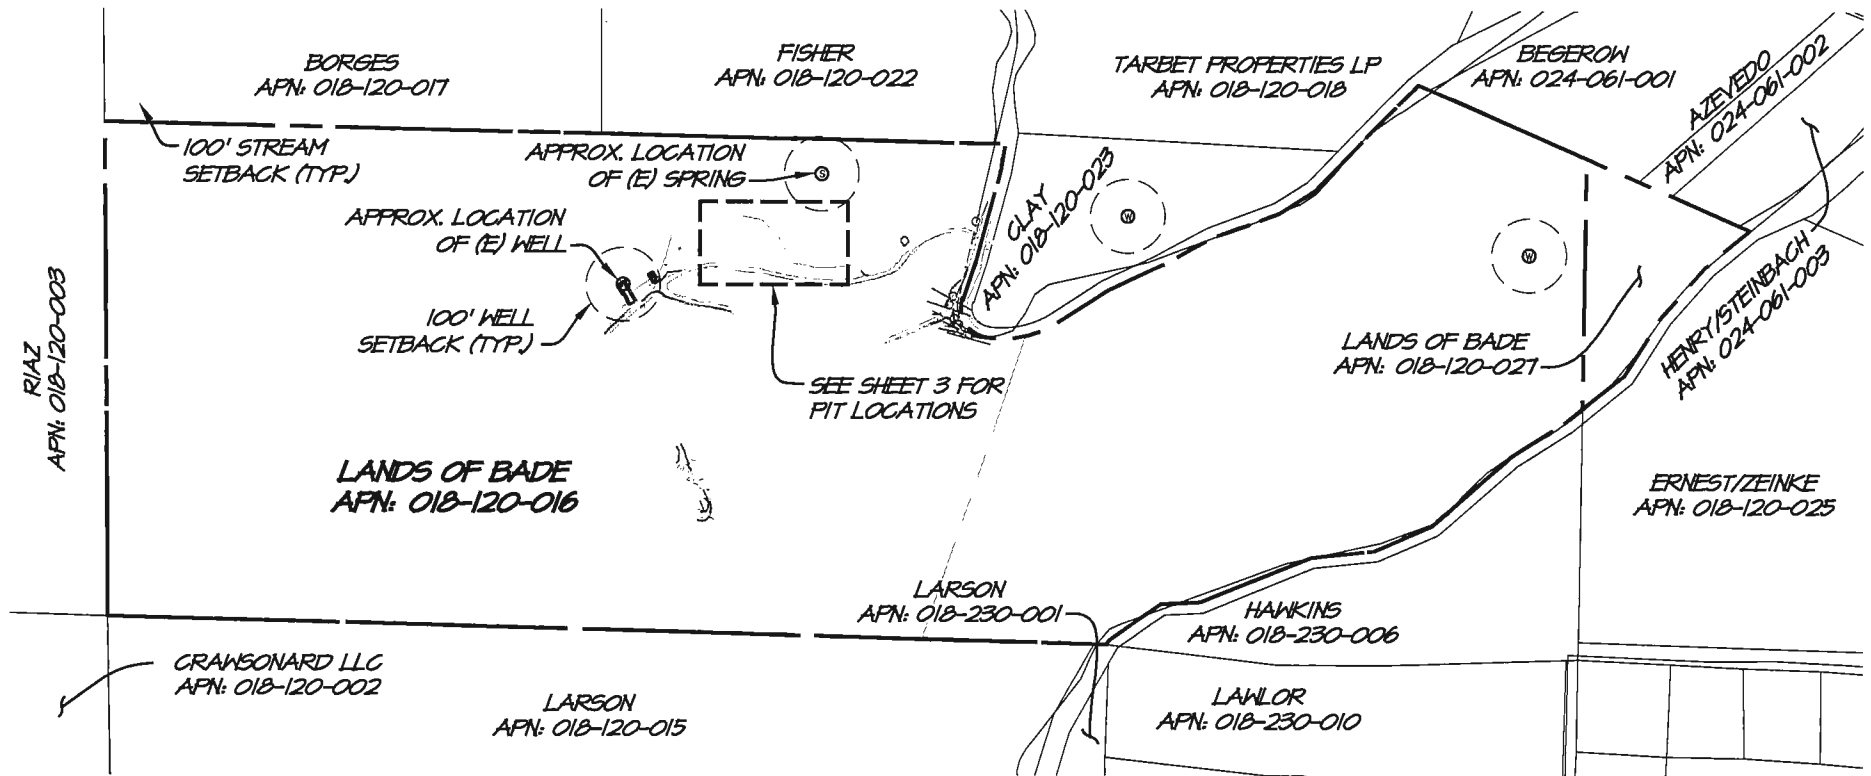 BORGES
APN: 018-120-017
FISHER
APN: 018-120-022
TARBET PROPERTIES LP
APN: 018-120-018
BEGEROW
APN: 024-061-001
AZEVEDO
APN: 024-061-002
100' STREAM
SETBACK (TYP.)
APPROX. LOCATION
OF (E) SPRING
S
APPROX. LOCATION
OF (E) WELL
W
CLAY
APN: 018-120-023
W
W
100' WELL
SETBACK (TYP.)
RIAZ
APN: 018-120-003
SEE SHEET 3 FOR
PIT LOCATIONS
LANDS OF BADE
APN: 018-120-027
HENRY/STEINBACH
APN: 024-061-003
LANDS OF BADE
APN: 018-120-016
ERNEST/ZEINKE
APN: 018-120-025
LARSON
APN: 018-230-001
HAWKINS
APN: 018-230-006
CRAWSONARD LLC
APN: 018-120-002
LARSON
APN: 018-120-015
LAWLOR
APN: 018-230-010